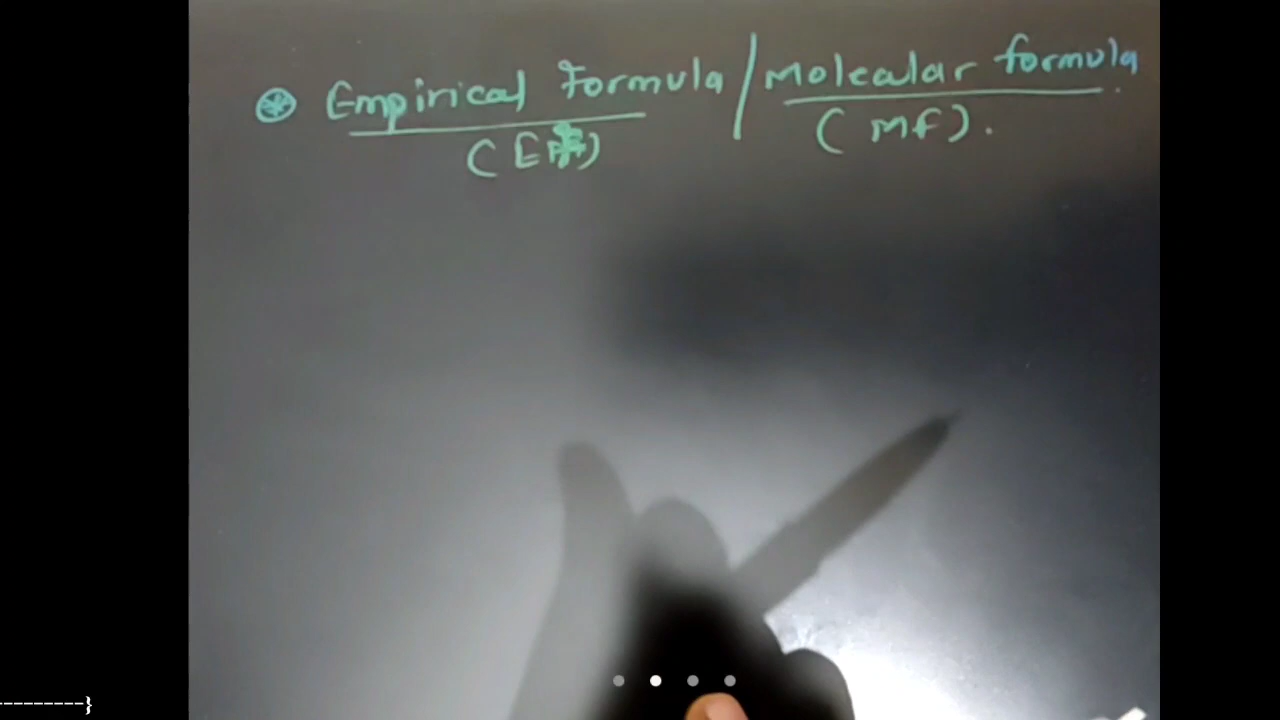 Empirical Formula / Molecular formula
(EF) (MF).
---------}